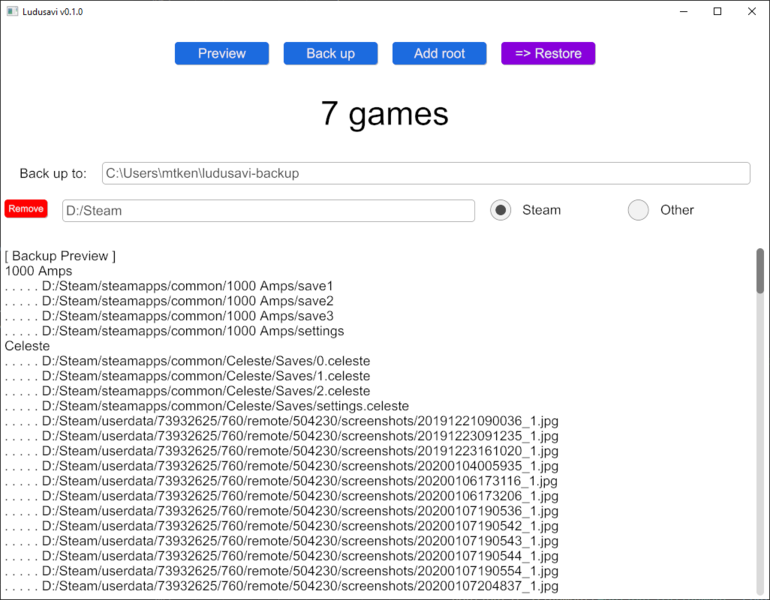 Ludusavi v0.1.0
Preview Back up Add root => Restore
7 games
Back up to: C:\Users\mtken\ludusavi-backup
Remove D:/Steam Steam Other
[ Backup Preview ]
1000 Amps
. . . . . D:/Steam/steamapps/common/1000 Amps/save1
. . . . . D:/Steam/steamapps/common/1000 Amps/save2
. . . . . D:/Steam/steamapps/common/1000 Amps/save3
. . . . . D:/Steam/steamapps/common/1000 Amps/settings
Celeste
. . . . . D:/Steam/steamapps/common/Celeste/Saves/0.celeste
. . . . . D:/Steam/steamapps/common/Celeste/Saves/1.celeste
. . . . . D:/Steam/steamapps/common/Celeste/Saves/2.celeste
. . . . . D:/Steam/steamapps/common/Celeste/Saves/settings.celeste
. . . . . D:/Steam/userdata/73932625/760/remote/504230/screenshots/20191221090036_1.jpg
. . . . . D:/Steam/userdata/73932625/760/remote/504230/screenshots/20191223091235_1.jpg
. . . . . D:/Steam/userdata/73932625/760/remote/504230/screenshots/20191223161020_1.jpg
. . . . . D:/Steam/userdata/73932625/760/remote/504230/screenshots/20200104005935_1.jpg
. . . . . D:/Steam/userdata/73932625/760/remote/504230/screenshots/20200106173116_1.jpg
. . . . . D:/Steam/userdata/73932625/760/remote/504230/screenshots/20200106173206_1.jpg
. . . . . D:/Steam/userdata/73932625/760/remote/504230/screenshots/20200107190536_1.jpg
. . . . . D:/Steam/userdata/73932625/760/remote/504230/screenshots/20200107190542_1.jpg
. . . . . D:/Steam/userdata/73932625/760/remote/504230/screenshots/20200107190543_1.jpg
. . . . . D:/Steam/userdata/73932625/760/remote/504230/screenshots/20200107190544_1.jpg
. . . . . D:/Steam/userdata/73932625/760/remote/504230/screenshots/20200107190554_1.jpg
. . . . . D:/Steam/userdata/73932625/760/remote/504230/screenshots/20200107204837_1.jpg